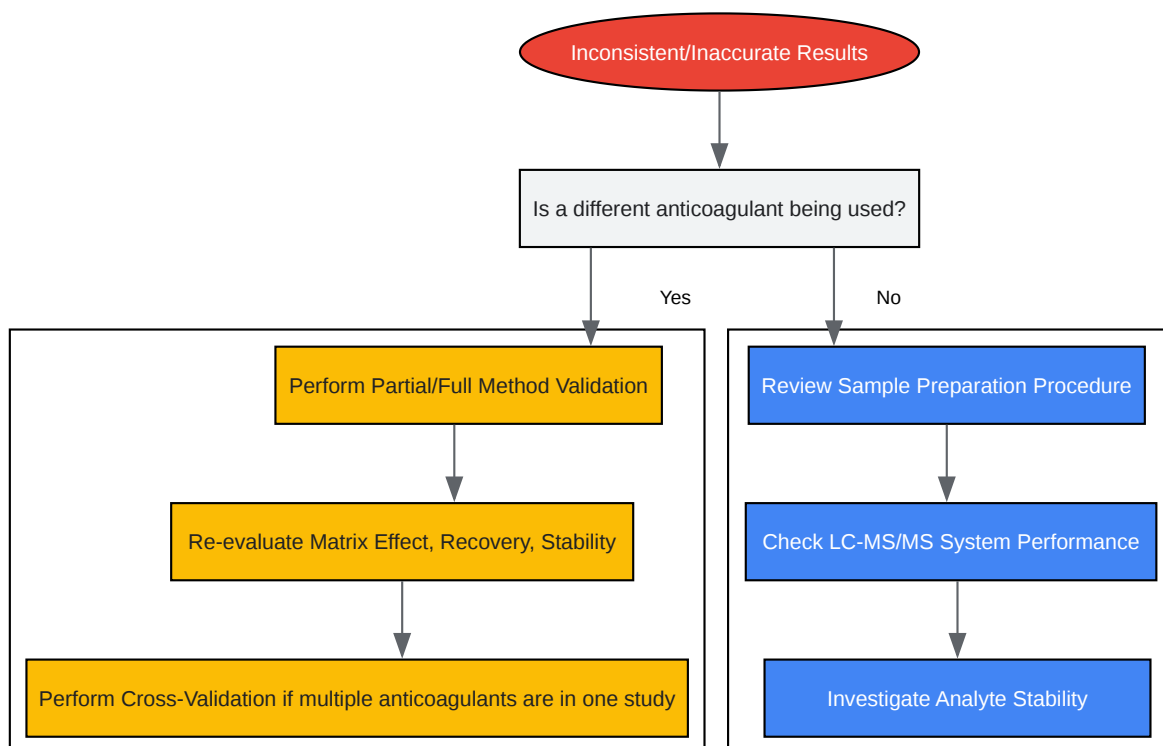 Inconsistent/Inaccurate Results
Is a different anticoagulant being used?
Yes
No
Perform Partial/Full Method Validation
Review Sample Preparation Procedure
Re-evaluate Matrix Effect, Recovery, Stability
Check LC-MS/MS System Performance
Perform Cross-Validation if multiple anticoagulants are in one study
Investigate Analyte Stability